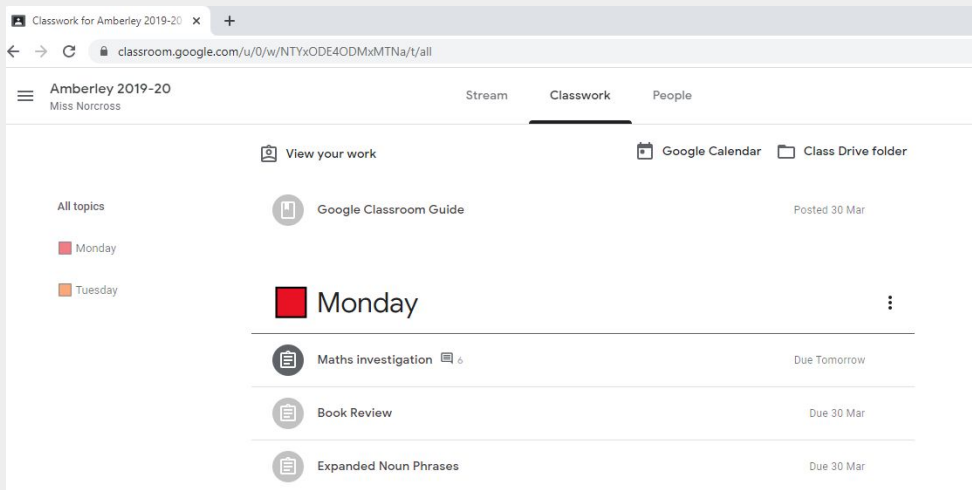 Classwork for Amberley 2019-20
classroom.google.com/u/0/w/NTYxODE4ODMxMTNa/t/all
Amberley 2019-20
Miss Norcross
Stream Classwork People
View your work
Google Calendar Class Drive folder
All topics
Monday
Tuesday
Google Classroom Guide Posted 30 Mar
Monday
Maths investigation 6 Due Tomorrow
Book Review Due 30 Mar
Expanded Noun Phrases Due 30 Mar